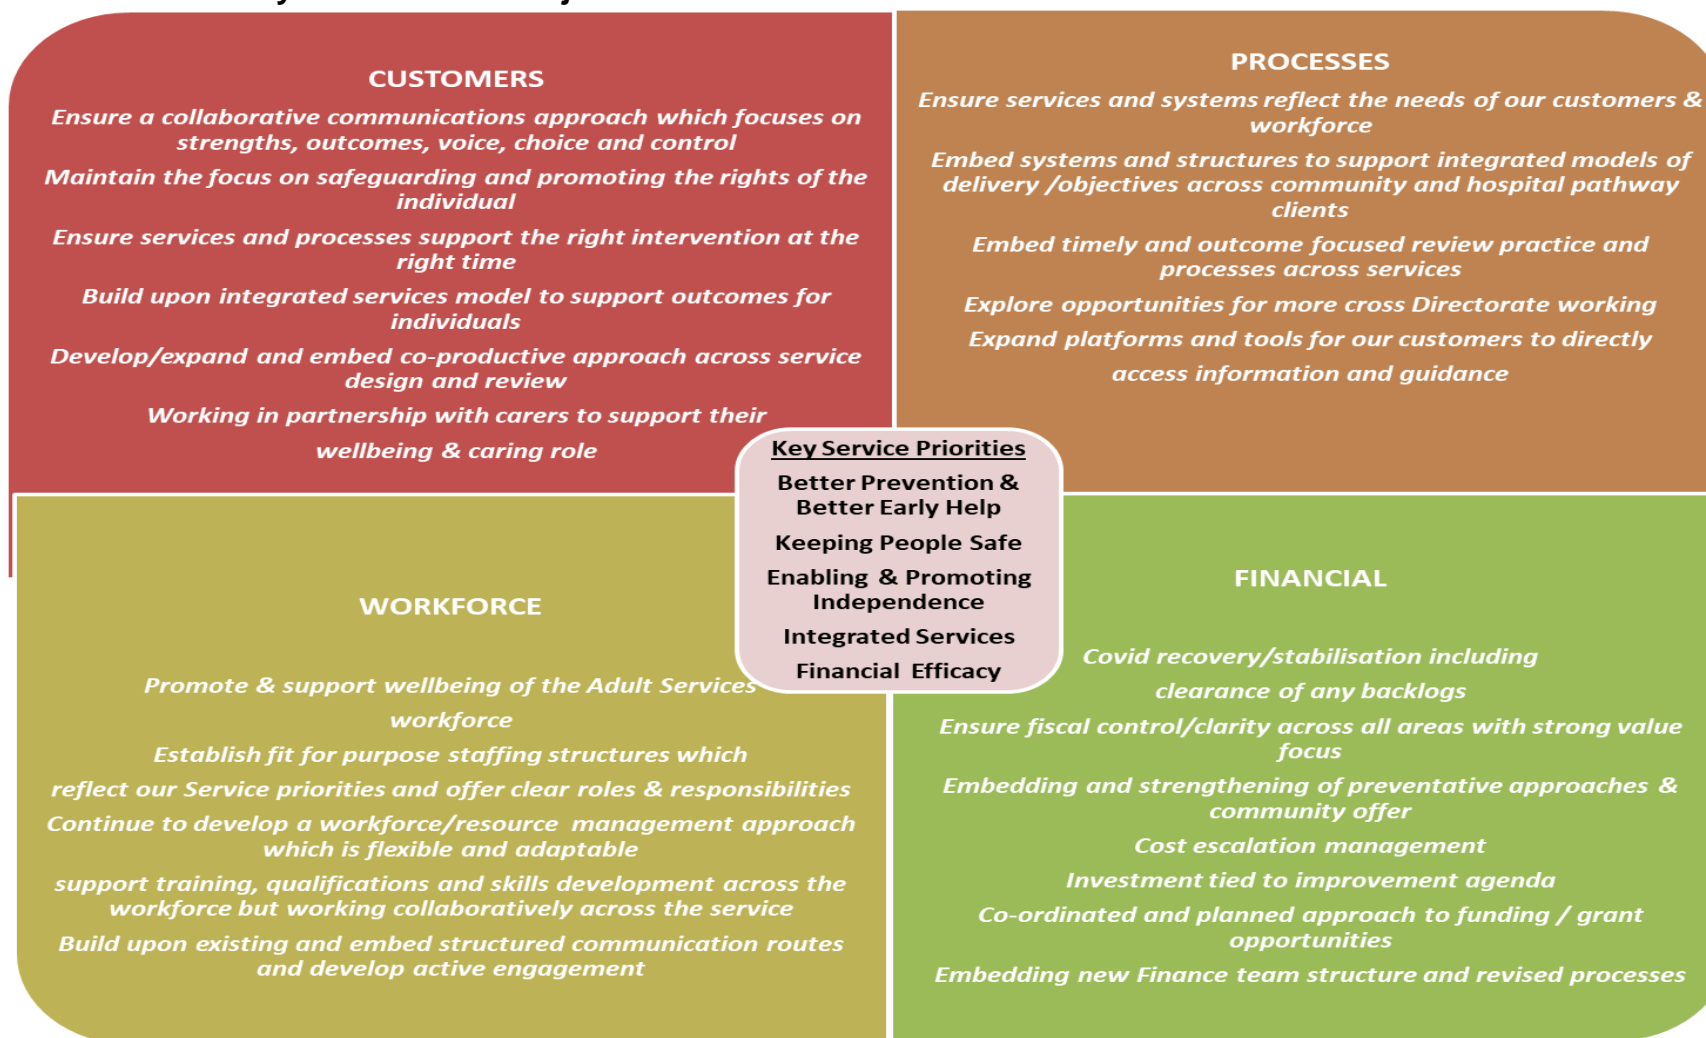 CUSTOMERS
Ensure a collaborative communications approach which focuses on
strengths, outcomes, voice, choice and control
Maintain the focus on safeguarding and promoting the rights of the
individual
Ensure services and processes support the right intervention at the
right time
Build upon integrated services model to support outcomes for
individuals
Develop/expand and embed co-productive approach across service
design and review
Working in partnership with carers to support their
wellbeing & caring role
PROCESSES
Ensure services and systems reflect the needs of our customers &
workforce
Embed systems and structures to support integrated models of
delivery /objectives across community and hospital pathway
clients
Embed timely and outcome focused review practice and
processes across services
Explore opportunities for more cross Directorate working
Expand platforms and tools for our customers to directly
access information and guidance
Key Service Priorities
Better Prevention &
Better Early Help
Keeping People Safe
Enabling & Promoting
Independence
Integrated Services
Financial Efficacy
WORKFORCE
Promote & support wellbeing of the Adult Services
workforce
Establish fit for purpose staffing structures which
reflect our Service priorities and offer clear roles & responsibilities
Continue to develop a workforce/resource management approach
which is flexible and adaptable
support training, qualifications and skills development across the
workforce but working collaboratively across the service
Build upon existing and embed structured communication routes
and develop active engagement
FINANCIAL
Covid recovery/stabilisation including
clearance of any backlogs
Ensure fiscal control/clarity across all areas with strong value
focus
Embedding and strengthening of preventative approaches &
community offer
Cost escalation management
Investment tied to improvement agenda
Co-ordinated and planned approach to funding / grant
opportunities
Embedding new Finance team structure and revised processes